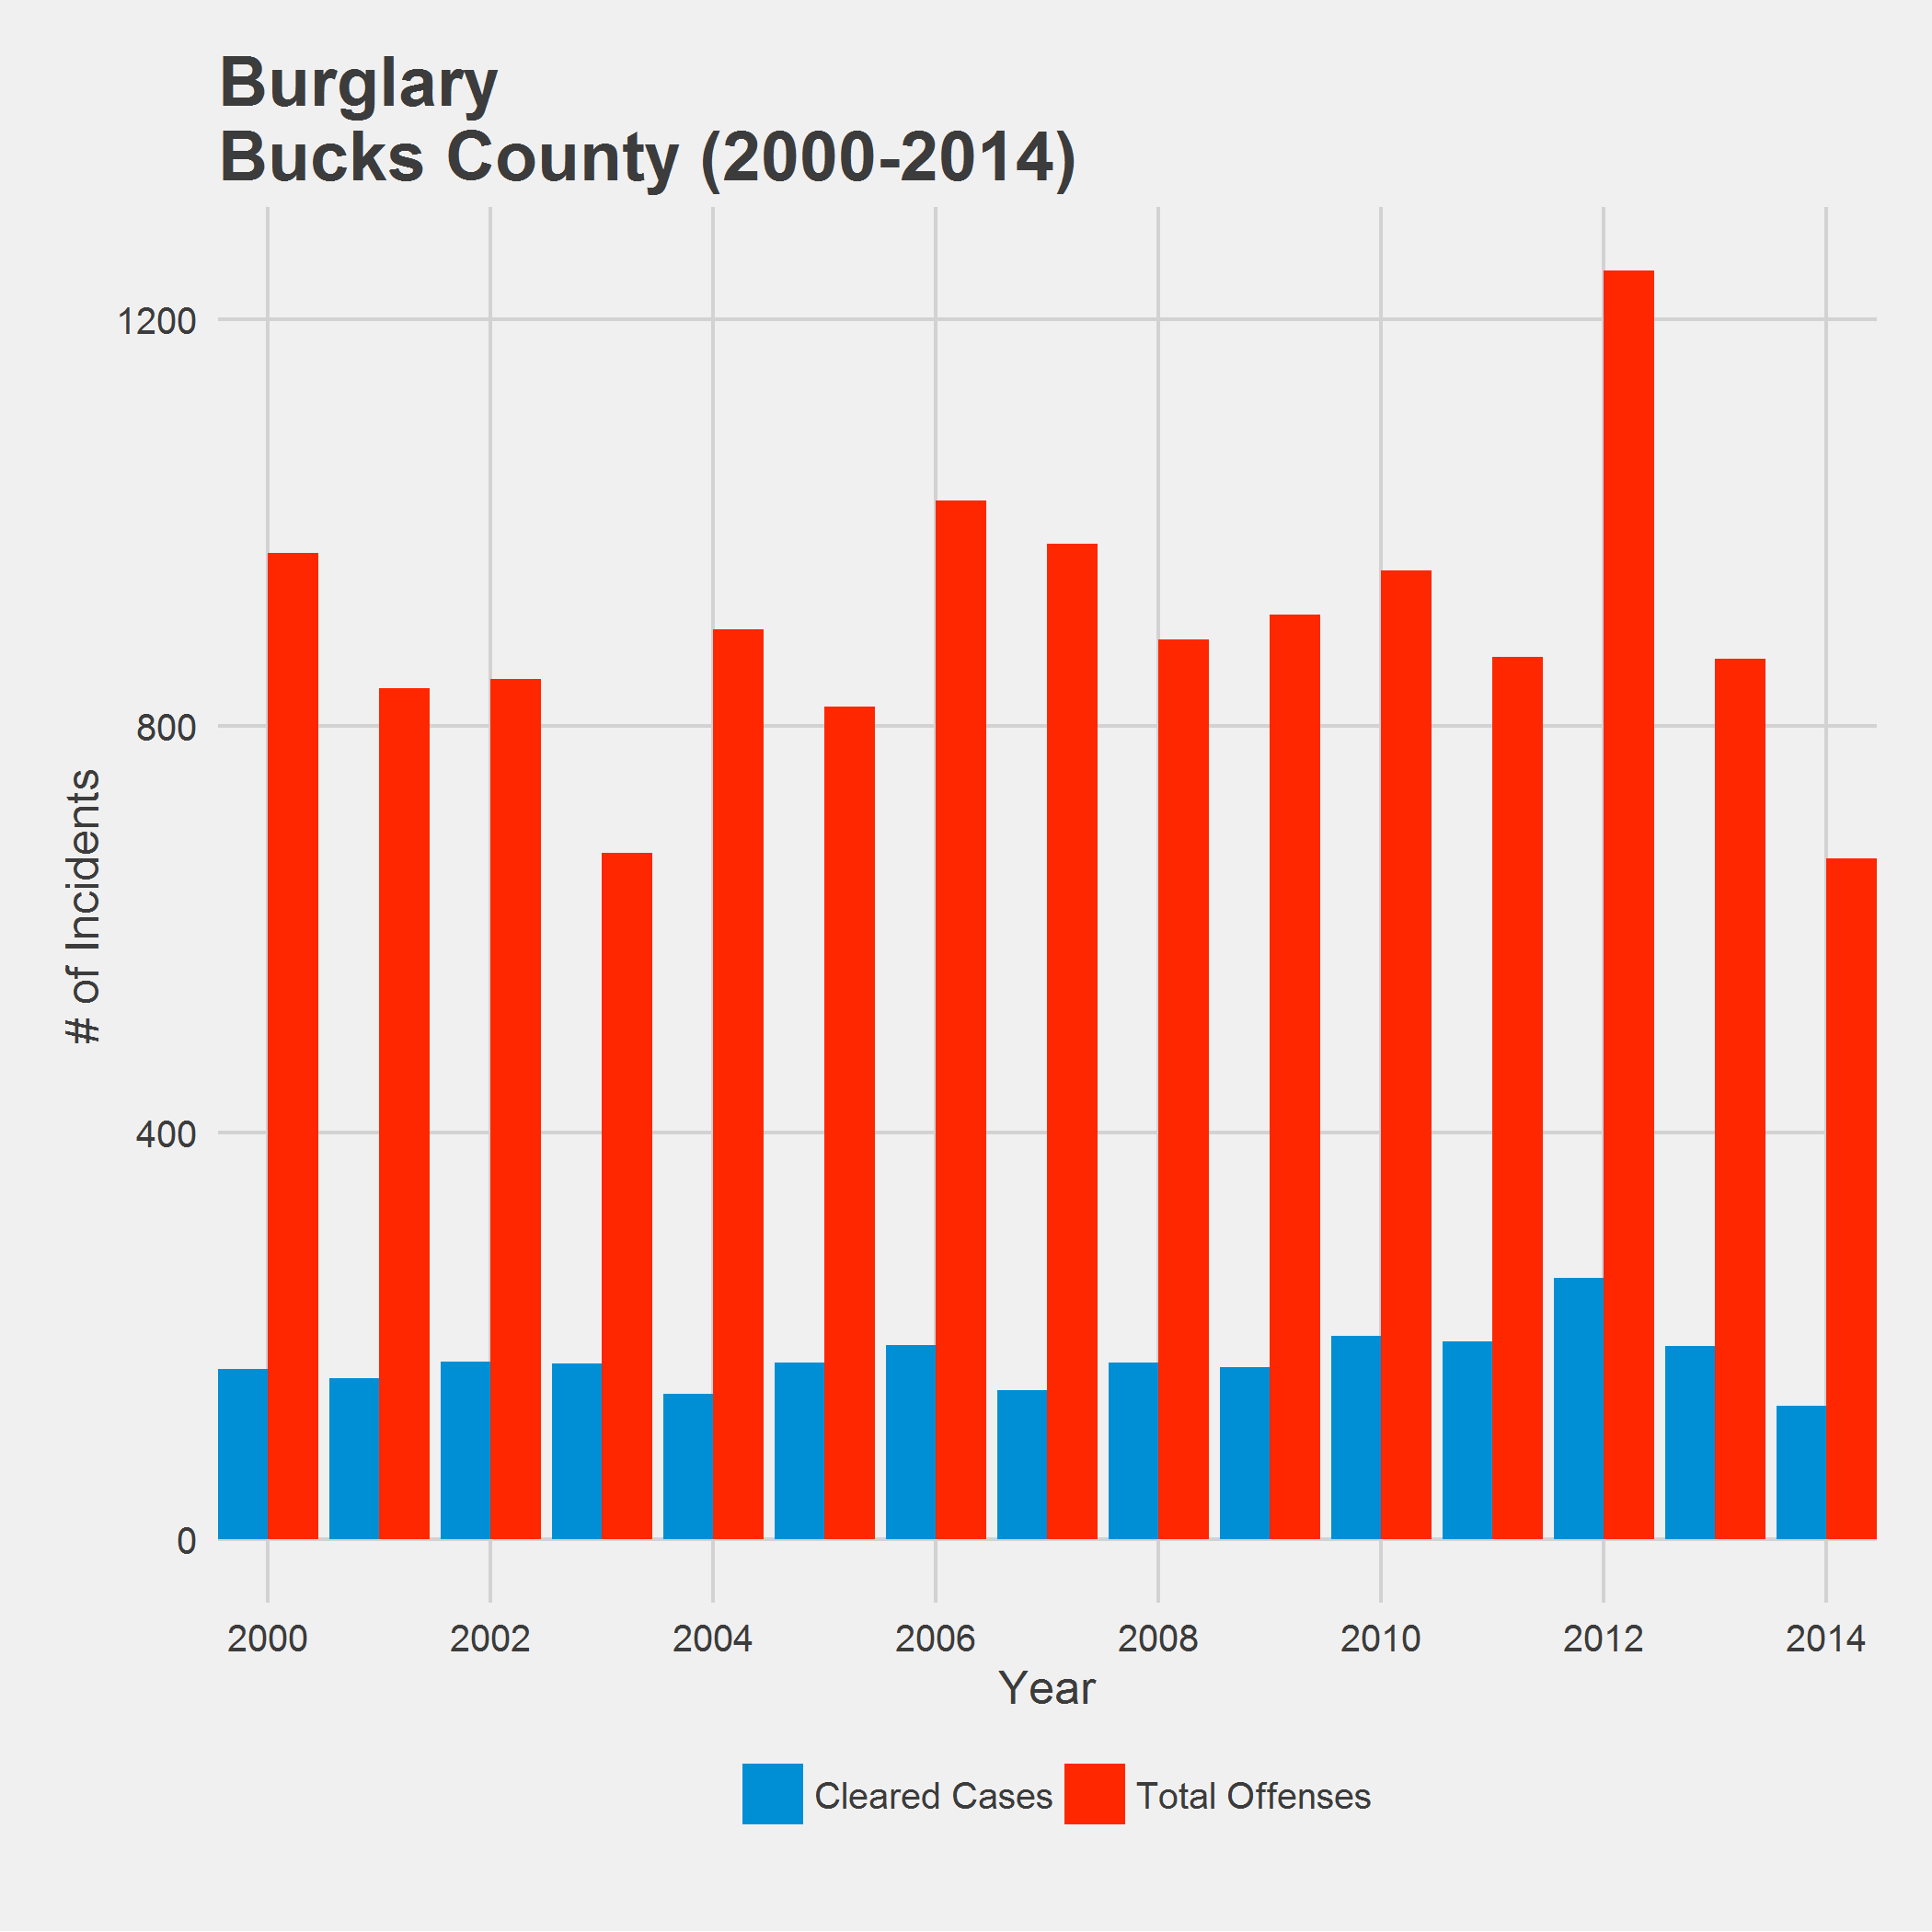 Burglary
Bucks County (2000-2014)
1200
800
400
0
# of Incidents
2000 2002 2004 2006 2008 2010 2012 2014
Year
Cleared Cases Total Offenses